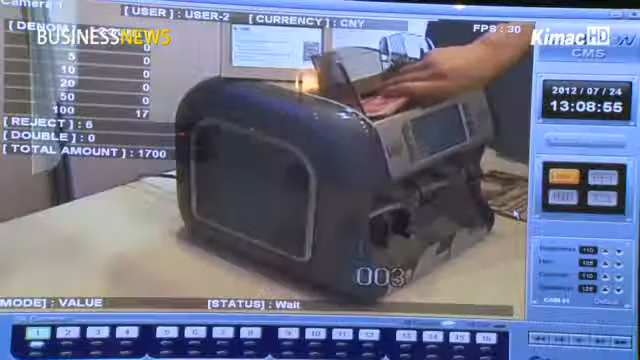 Camera 1
[ USER ] : USER-2 [ CURRENCY ] : CNY
FPS : 30
[ DENOM
BUSINESSNEWS
KimacHD
CMS
0
5 0
10 0
20 0
50 0
100 17
[ REJECT ] : 6
[ DOUBLE ] : 0
[ TOTAL AMOUNT ] : 1700
2012 / 07 / 24
13:08:55
003
MODE] : VALUE [STATUS] : Wait
1 2 3 4 5 6 7 8 9 10 11 12 13 14 15 16